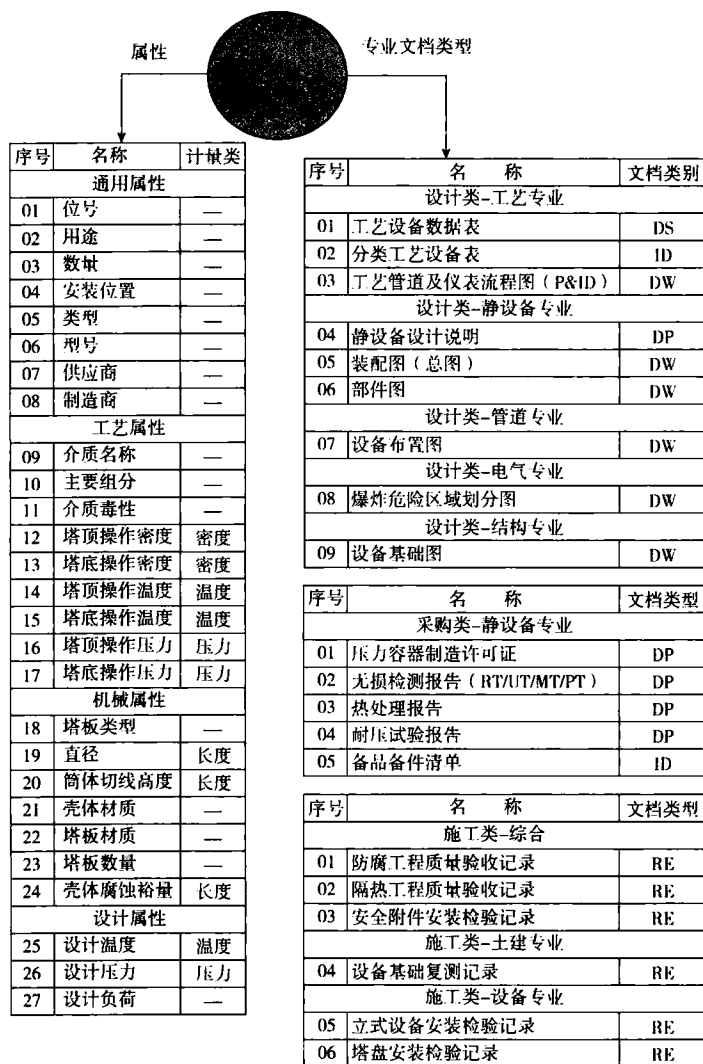 属性
专业文档类型
序号 名称 计量类
通用属性
01 位号 —
02 用途 —
03 数量 —
04 安装位置 —
05 类型 —
06 型号 —
07 供应商 —
08 制造商 —
工艺属性
09 介质名称 —
10 主要组分 —
11 介质毒性 —
12 塔顶操作密度 密度
13 塔底操作密度 密度
14 塔顶操作温度 温度
15 塔底操作温度 温度
16 塔顶操作压力 压力
17 塔底操作压力 压力
机械属性
18 塔板类型 —
19 直径 长度
20 筒体切线高度 长度
21 壳体材质 —
22 塔板材质 —
23 塔板数量 —
24 壳体腐蚀裕量 长度
设计属性
25 设计温度 温度
26 设计压力 压力
27 设计负荷 —
序号 名 称 文档类别
设计类-工艺专业
01 工艺设备数据表 DS
02 分类工艺设备表 ID
03 工艺管道及仪表流程图（P&ID） DW
设计类-静设备专业
04 静设备设计说明 DP
05 装配图（总图） DW
06 部件图 DW
设计类-管道专业
07 设备布置图 DW
设计类-电气专业
08 爆炸危险区域划分图 DW
设计类-结构专业
09 设备基础图 DW
序号 名 称 文档类型
采购类-静设备专业
01 压力容器制造许可证 DP
02 无损检测报告（RT/UT/MT/PT） DP
03 热处理报告 DP
04 耐压试验报告 DP
05 备品备件清单 ID
序号 名 称 文档类型
施工类-综合
01 防腐工程质量验收记录 RE
02 隔热工程质量验收记录 RE
03 安全附件安装检验记录 RE
施工类-土建专业
04 设备基础复测记录 RE
施工类-设备专业
05 立式设备安装检验记录 RE
06 塔盘安装检验记录 RE